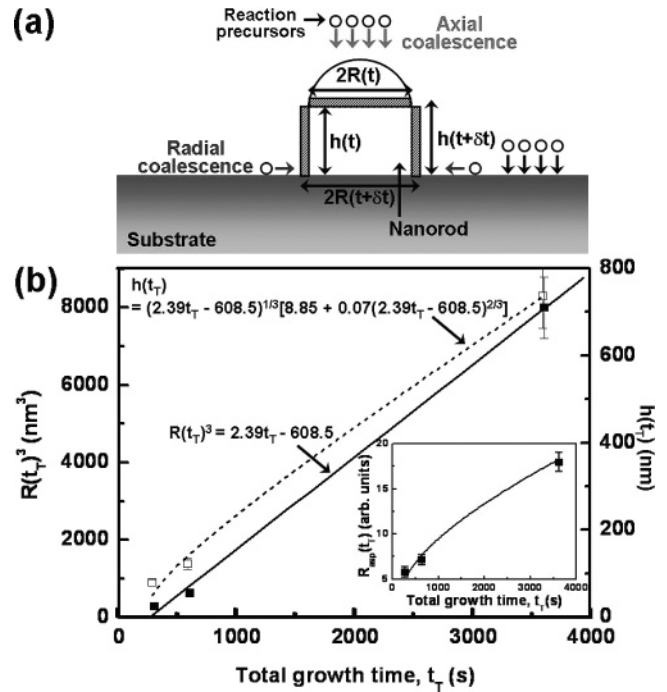 (a)
Reaction
precursors
Axial
coalescence
2R(t)
h(t)
h(t+δt)
Radial
coalescence
2R(t+δt)
Nanorod
Substrate
(b)
h(t_T)
= (2.39t_T - 608.5)^1/3[8.85 + 0.07(2.39t_T - 608.5)^2/3]
R(t_T)^3 = 2.39t_T - 608.5
R(t_T)^3 (nm^3)
8000
6000
4000
2000
0
800
600
400
200
0
h(t_T) (nm)
0 1000 2000 3000 4000
Total growth time, t_T (s)
20
15
10
5
R_exp(t_T) (arb. units)
0 1000 2000 3000 4000
Total growth time, t_T(s)